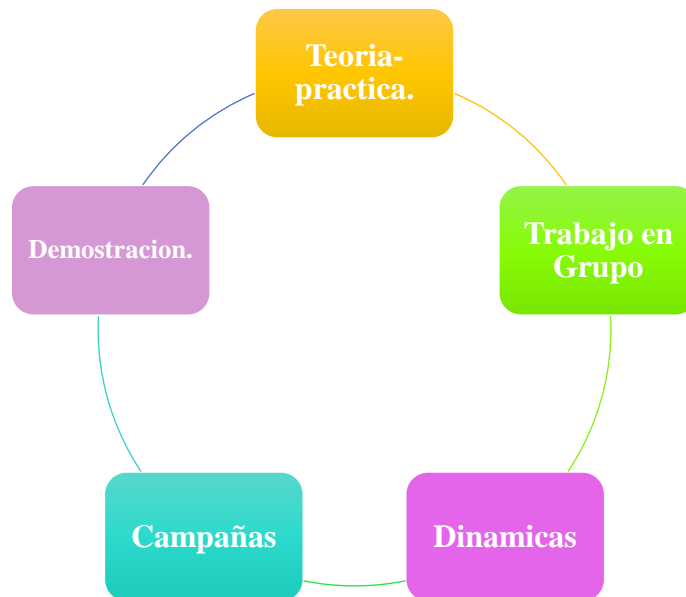 Teoria-
practica.
Trabajo en
Grupo
Dinamicas
Campañas
Demostracion.